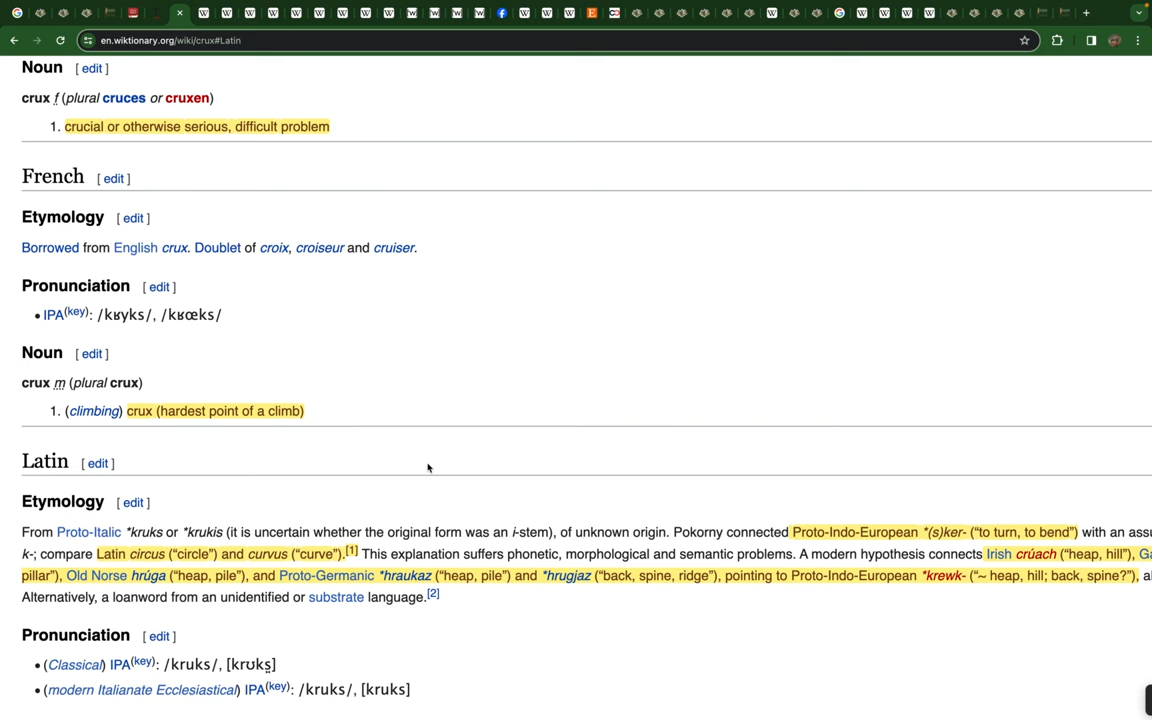 en.wiktionary.org/wiki/crux#Latin
Noun [ edit ]
crux f (plural cruces or cruxen)
1. crucial or otherwise serious, difficult problem
French [ edit ]
Etymology [ edit ]
Borrowed from English crux. Doublet of croix, croiseur and cruiser.
Pronunciation [ edit ]
• IPA(key): /kʁyks/, /kʁœks/
Noun [ edit ]
crux m (plural crux)
1. (climbing) crux (hardest point of a climb)
Latin [ edit ]
Etymology [ edit ]
From Proto-Italic *kruks or *krukis (it is uncertain whether the original form was an i-stem), of unknown origin. Pokorny connected Proto-Indo-European *(s)ker- (“to turn, to bend”) with an assu
k-; compare Latin circus (“circle”) and curvus (“curve”).[1] This explanation suffers phonetic, morphological and semantic problems. A modern hypothesis connects Irish crúach (“heap, hill”), Ga
pillar”), Old Norse hrúga (“heap, pile”), and Proto-Germanic *hraukaz (“heap, pile”) and *hrugjaz (“back, spine, ridge”), pointing to Proto-Indo-European *krewk- (“~ heap, hill; back, spine?”), al
Alternatively, a loanword from an unidentified or substrate language.[2]
Pronunciation [ edit ]
• (Classical) IPA(key): /kruks/, [krʊks̠]
• (modern Italianate Ecclesiastical) IPA(key): /kruks/, [kruks]